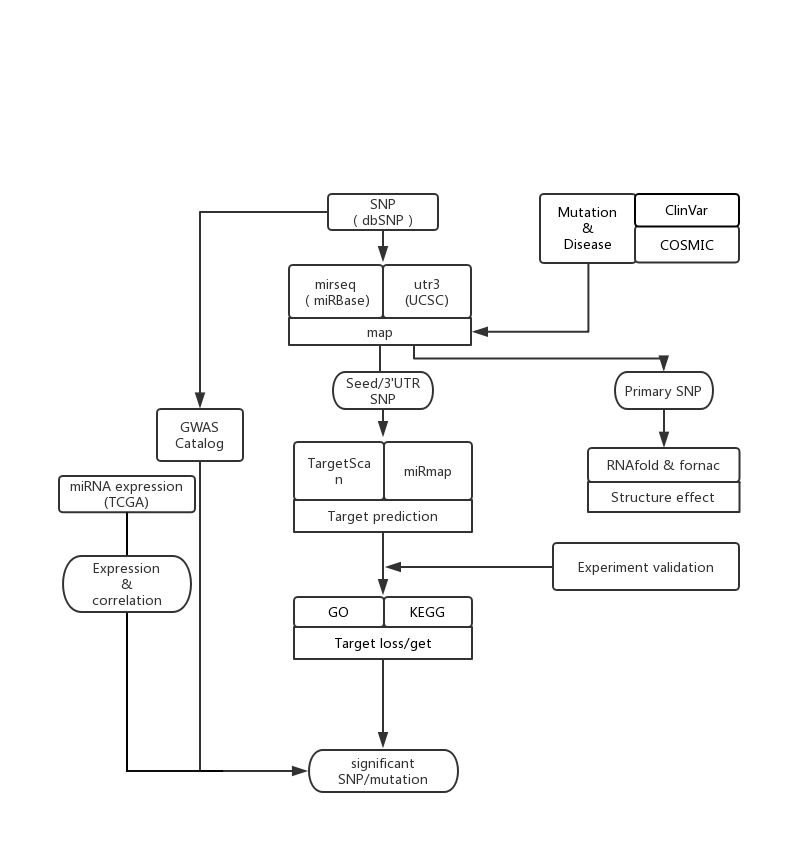 SNP
( dbSNP )
Mutation
&
Disease
ClinVar
COSMIC
mirseq
( miRBase)
utr3
(UCSC)
map
Seed/3'UTR
SNP
Primary SNP
GWAS
Catalog
TargetSca
n
miRmap
Target prediction
RNAfold & fornac
Structure effect
miRNA expression
(TCGA)
Expression
&
correlation
Experiment validation
GO
KEGG
Target loss/get
significant
SNP/mutation